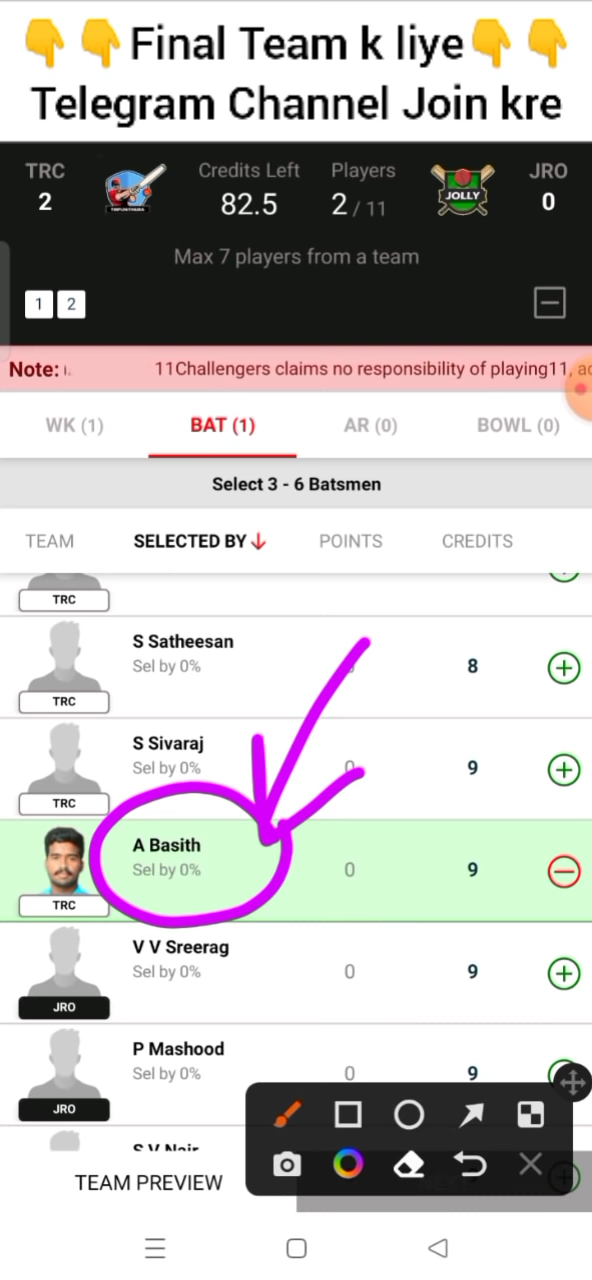 👇👇Final Team k liye👇👇
Telegram Channel Join kre
TRC Credits Left Players JRO
2 82.5 2 / 11 JOLLY 0
Max 7 players from a team
1 2
Note: 11Challengers claims no responsibility of playing11,
WK (1) BAT (1) AR (0) BOWL (0)
Select 3 - 6 Batsmen
TEAM SELECTED BY POINTS CREDITS
TRC
S Satheesan
Sel by 0% 8
TRC
S Sivaraj
Sel by 0% 0 9
TRC
A Basith
Sel by 0% 0 9
TRC
V V Sreerag
Sel by 0% 0 9
JRO
P Mashood
Sel by 0% 0 9
JRO
S V Nair
TEAM PREVIEW